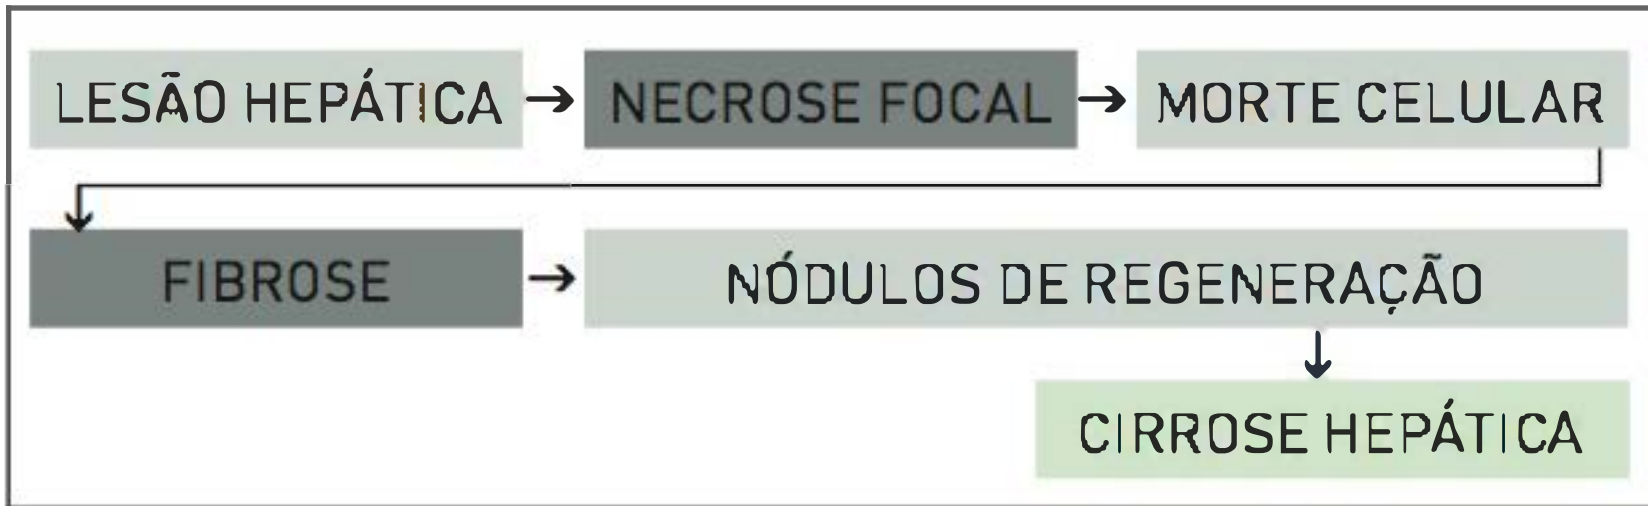 LESÃO HEPÁTICA → NECROSE FOCAL → MORTE CELULAR
FIBROSE → NÓDULOS DE REGENERAÇÃO
CIRROSE HEPÁTICA